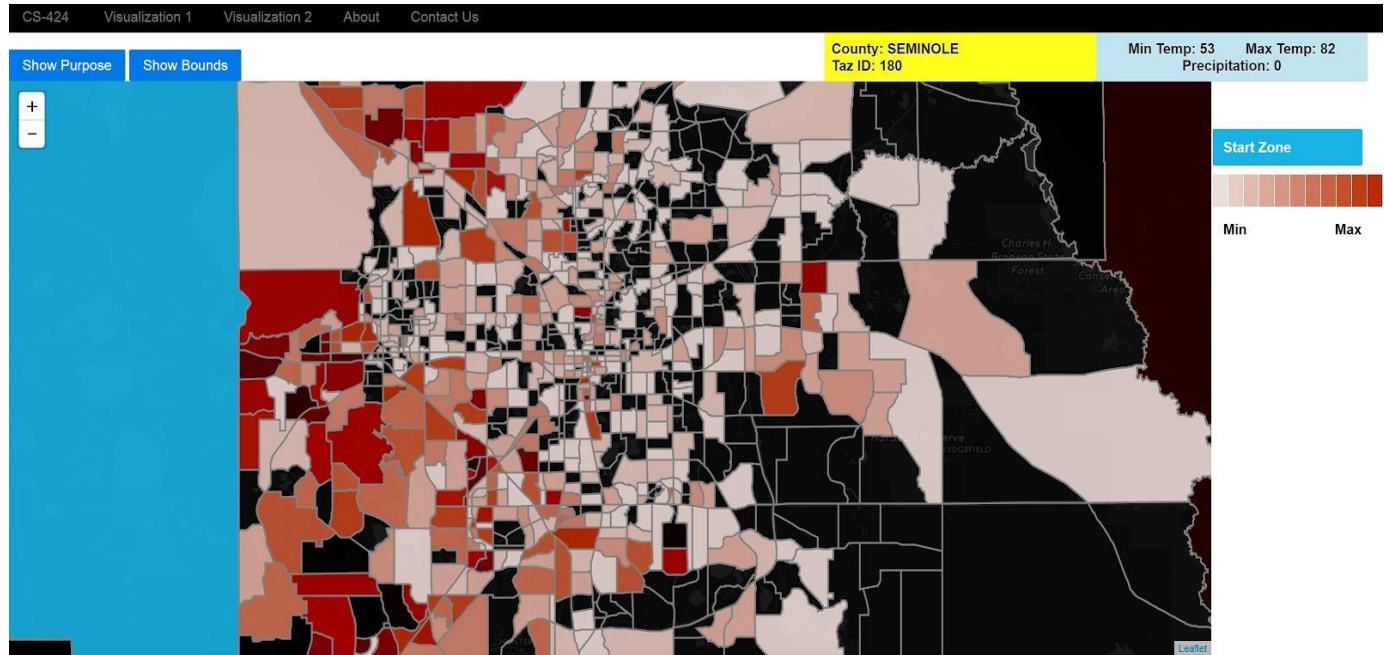 CS-424 Visualization 1 Visualization 2 About Contact Us
Show Purpose Show Bounds
County: SEMINOLE
Taz ID: 180
Min Temp: 53 Max Temp: 82
Precipitation: 0
+
−
Start Zone
Min Max
Charles H.
Bronson State
Forest
Area
Leaflet